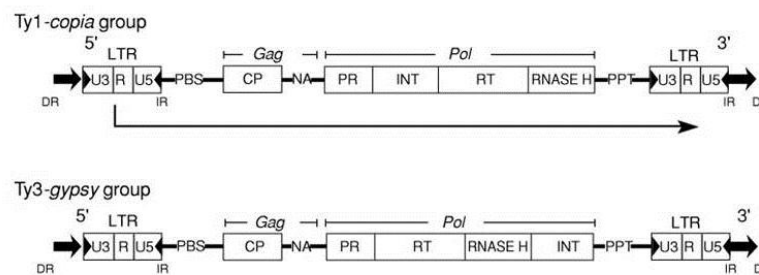 Ty1-copia group
5' Gag Pol 3'
LTR LTR
U3 R U5 PBS CP NA PR INT RT RNASE H PPT U3 R U5
DR IR IR D
Ty3-gypsy group
5' Gag Pol 3'
LTR LTR
U3 R U5 PBS CP NA PR RT RNASE H INT PPT U3 R U5
DR IR IR D